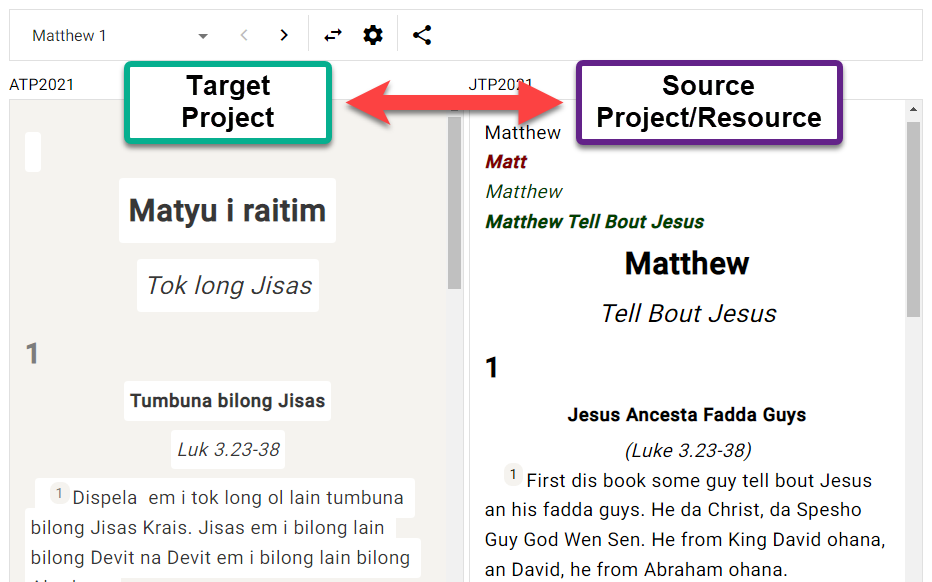 Matthew 1
ATP2021
Target
Project
Matyu i raitim
Tok long Jisas
1
Tumbuna bilong Jisas
Luk 3.23-38
1 Dispela em i tok long ol lain tumbuna
bilong Jisas Krais. Jisas em i bilong lain
bilong Devit na Devit em i bilong lain bilong
JTP2021
Source
Project/Resource
Matthew
Matt
Matthew
Matthew Tell Bout Jesus
Matthew
Tell Bout Jesus
1
Jesus Ancesta Fadda Guys
(Luke 3.23-38)
1 First dis book some guy tell bout Jesus
an his fadda guys. He da Christ, da Spesho
Guy God Wen Sen. He from King David ohana,
an David, he from Abraham ohana.